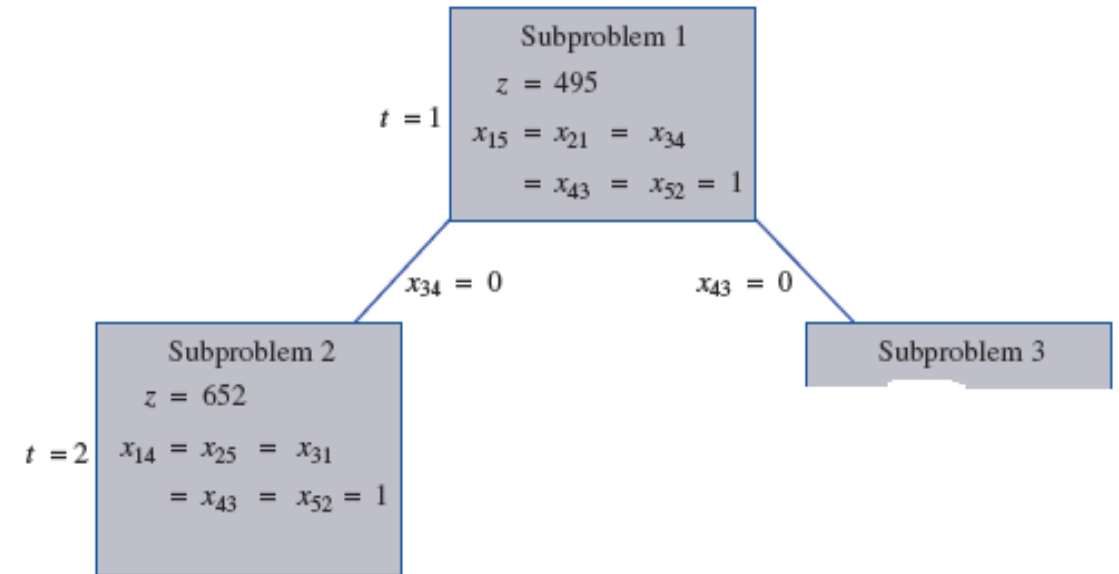 Subproblem 1
z = 495
t = 1
x₁₅ = x₂₁ = x₃₄
= x₄₃ = x₅₂ = 1
x₃₄ = 0
x₄₃ = 0
Subproblem 2
z = 652
t = 2
x₁₄ = x₂₅ = x₃₁
= x₄₃ = x₅₂ = 1
Subproblem 3